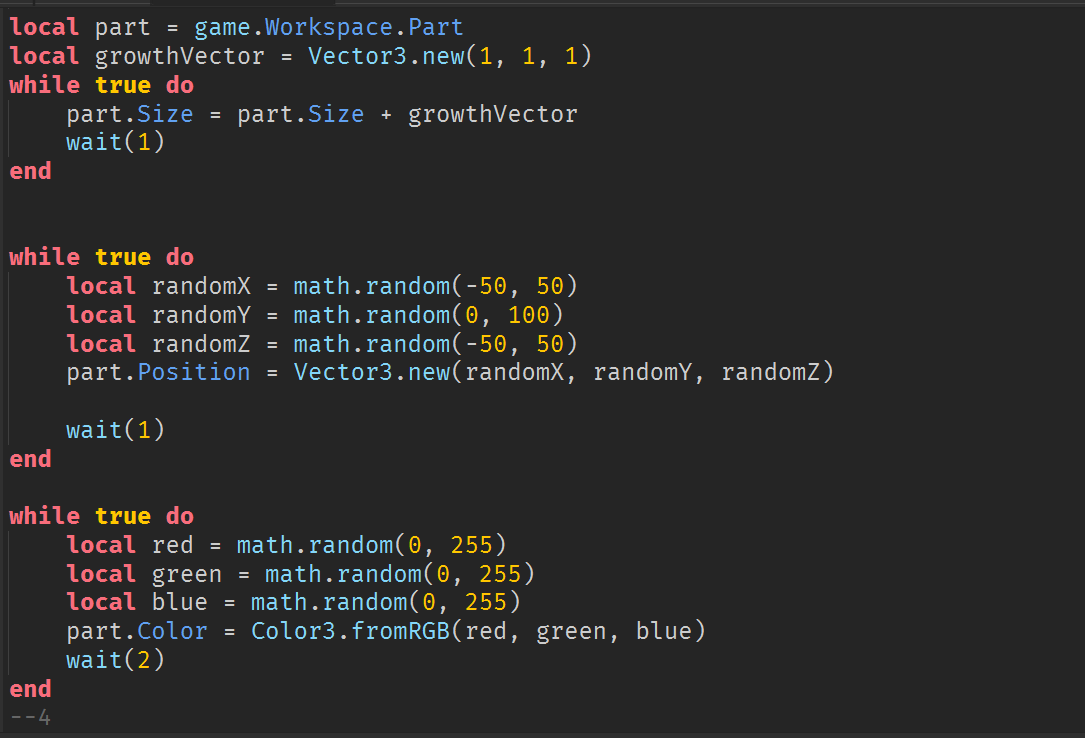 local part = game.Workspace.Part
local growthVector = Vector3.new(1, 1, 1)
while true do
    part.Size = part.Size + growthVector
    wait(1)
end
while true do
    local randomX = math.random(-50, 50)
    local randomY = math.random(0, 100)
    local randomZ = math.random(-50, 50)
    part.Position = Vector3.new(randomX, randomY, randomZ)
    wait(1)
end
while true do
    local red = math.random(0, 255)
    local green = math.random(0, 255)
    local blue = math.random(0, 255)
    part.Color = Color3.fromRGB(red, green, blue)
    wait(2)
end
--4